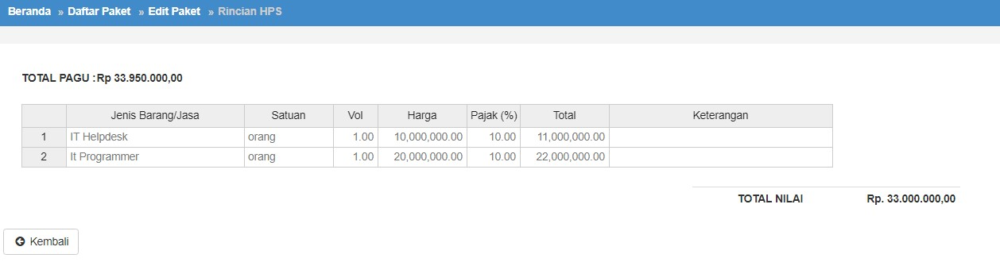 Beranda » Daftar Paket » Edit Paket » Rincian HPS
TOTAL PAGU :Rp 33.950.000,00
Jenis Barang/Jasa Satuan Vol Harga Pajak (%) Total Keterangan
1 IT Helpdesk orang 1.00 10,000,000.00 10.00 11,000,000.00
2 It Programmer orang 1.00 20,000,000.00 10.00 22,000,000.00
TOTAL NILAI Rp. 33.000.000,00
Kembali